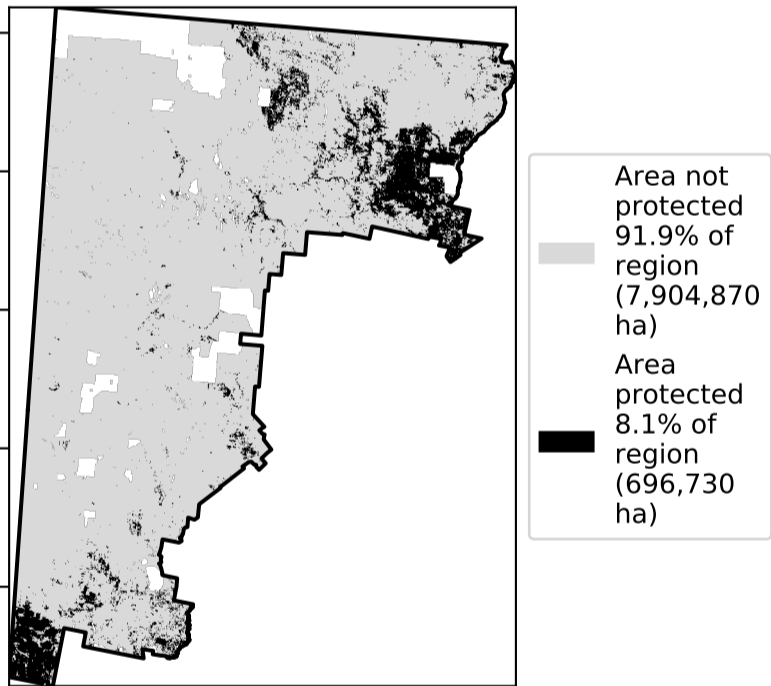 Area not
protected
91.9% of
region
(7,904,870
ha)
Area
protected
8.1% of
region
(696,730
ha)